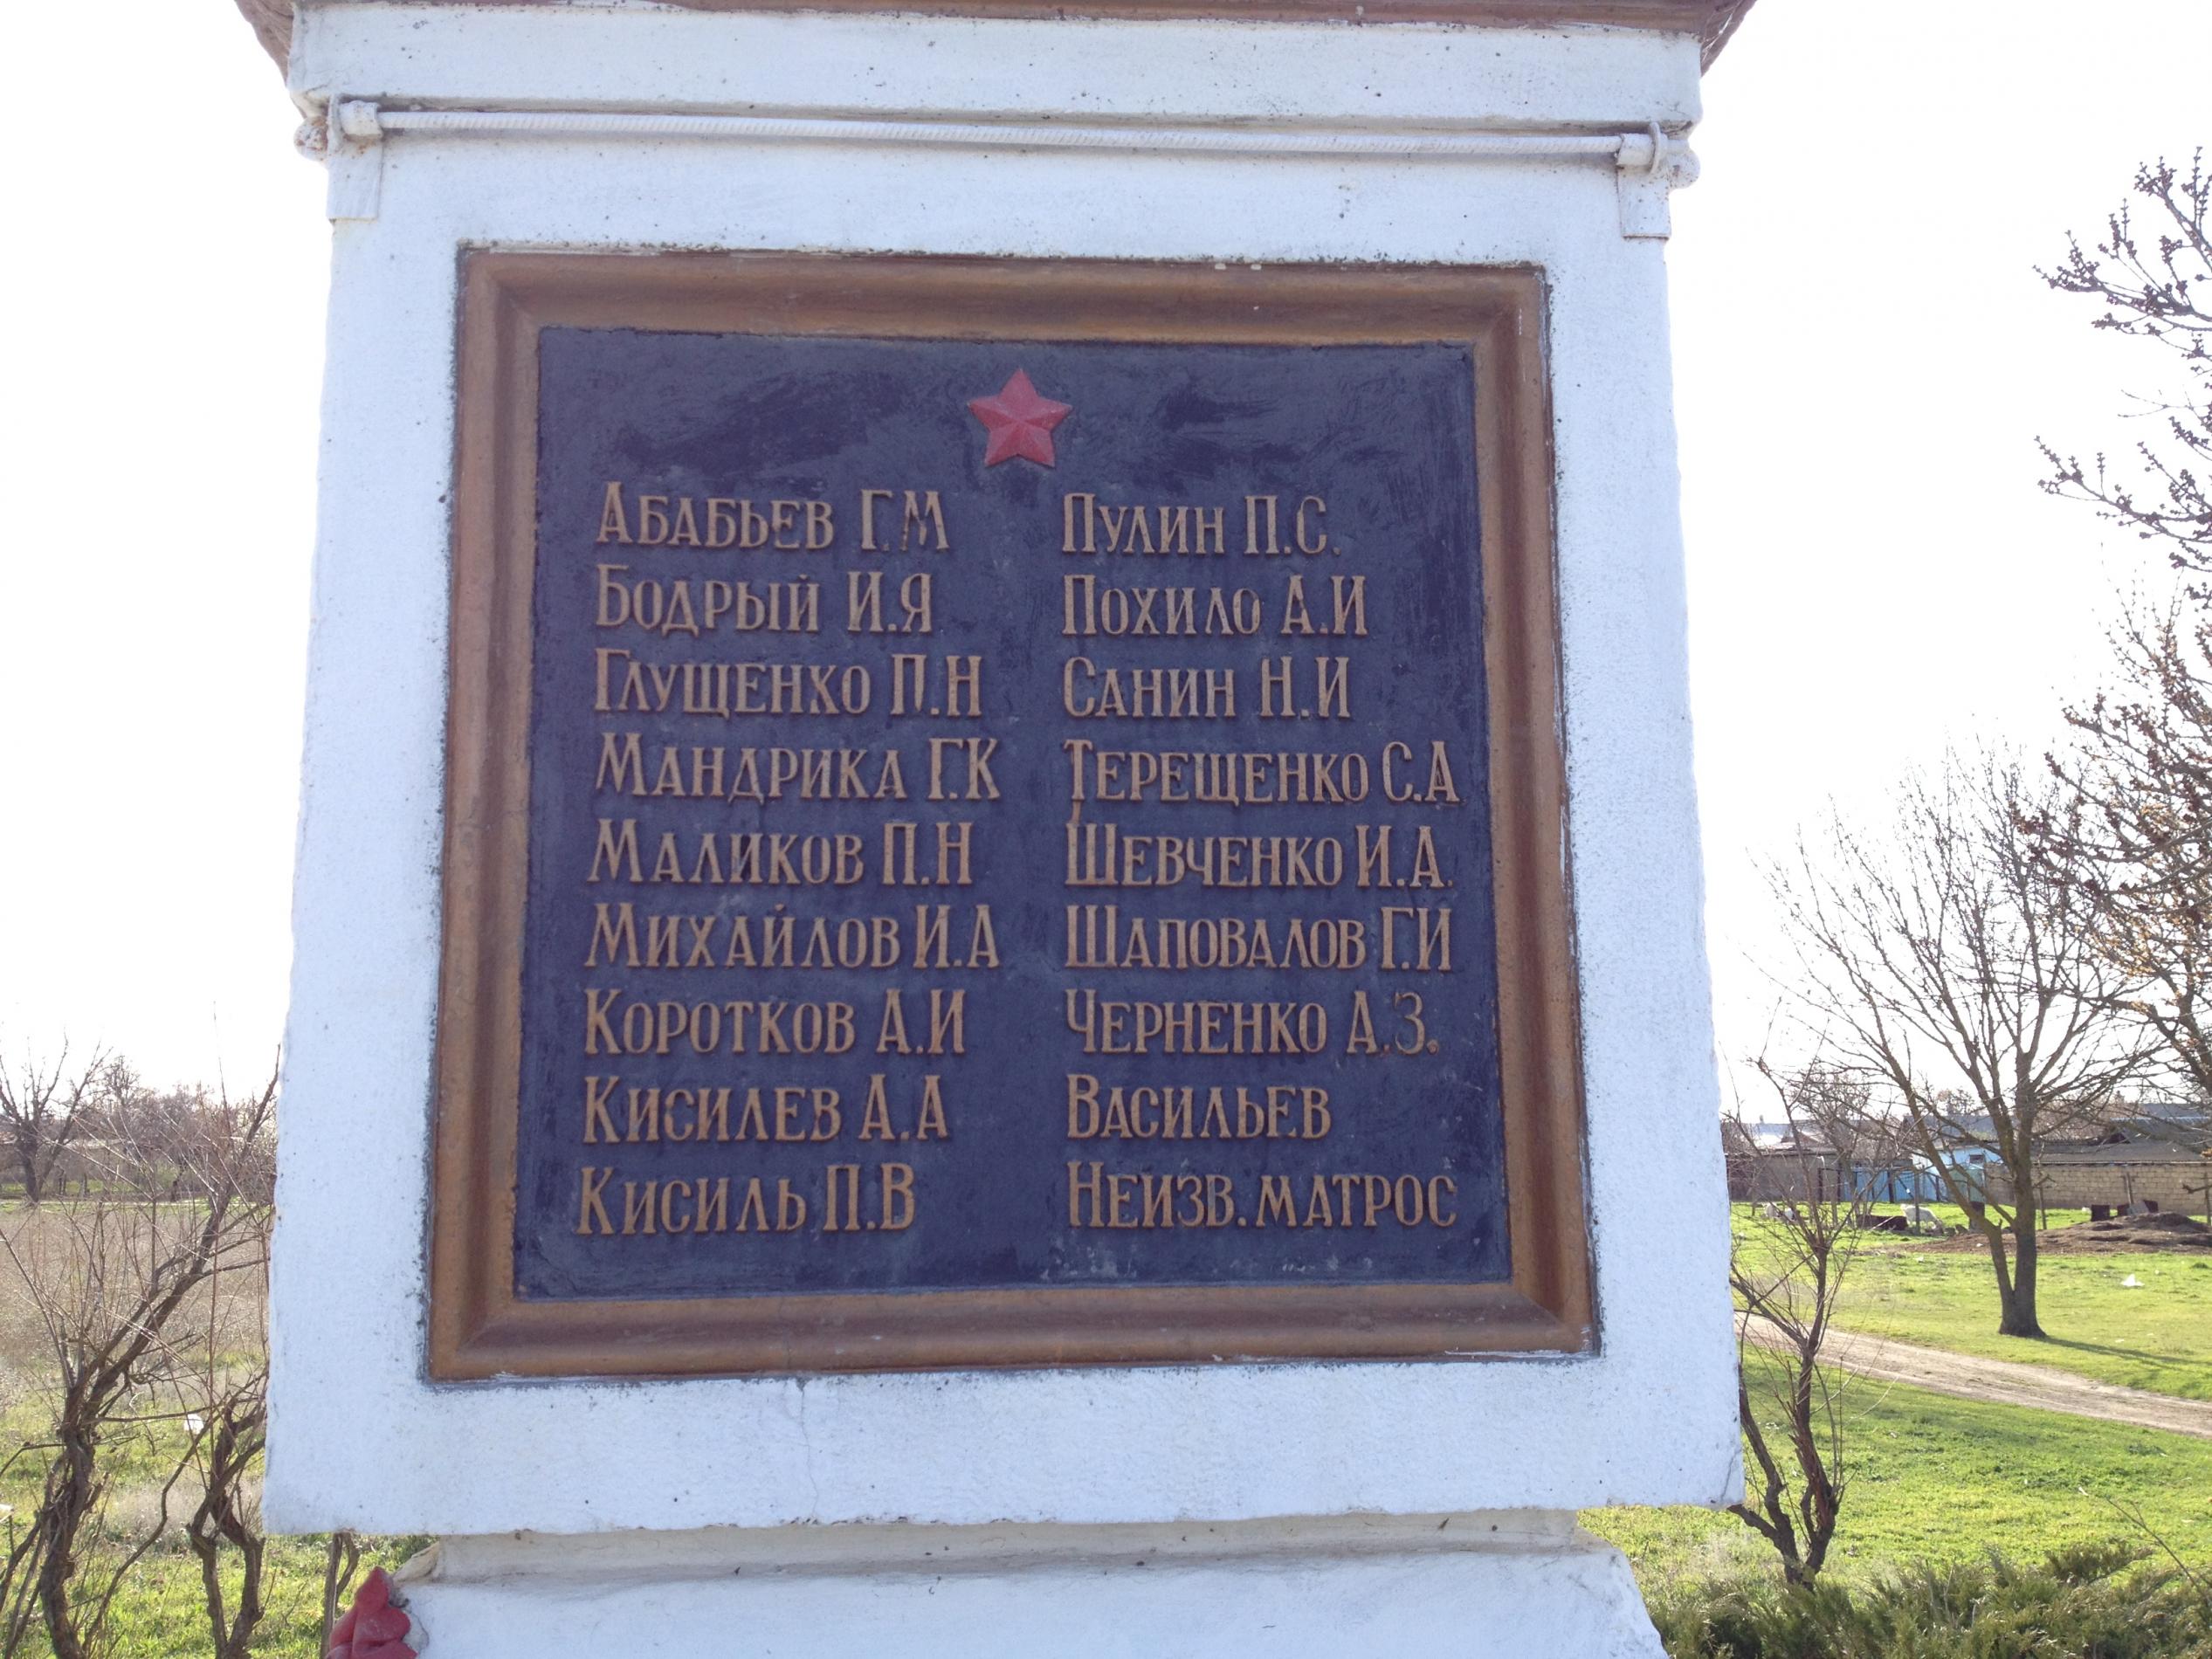 Абабьев Г.М
Бодрый И.Я
Глущенко П.Н
Мандрика Г.К
Маликов П.Н
Михайлов И.А
Коротков А.И
Кисилев А.А
Кисиль П.В
Пулин П.С.
Похило А.И
Санин Н.И
Терещенко С.А
Шевченко И.А.
Шаповалов Г.И
Черненко А.З.
Васильев
Неизв. матрос